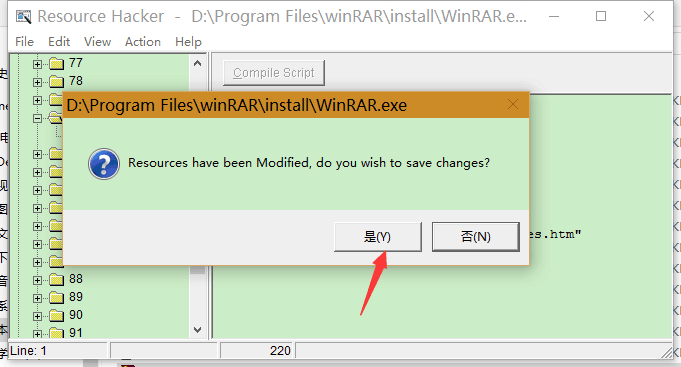 Resource Hacker - D:\Program Files\winRAR\install\WinRAR.e...
File Edit View Action Help
77
78
Compile Script
D:\Program Files\winRAR\install\WinRAR.exe
Resources have been Modified, do you wish to save changes?
是(Y)
否(N)
es.htm"
88
89
90
91
Line: 1
220